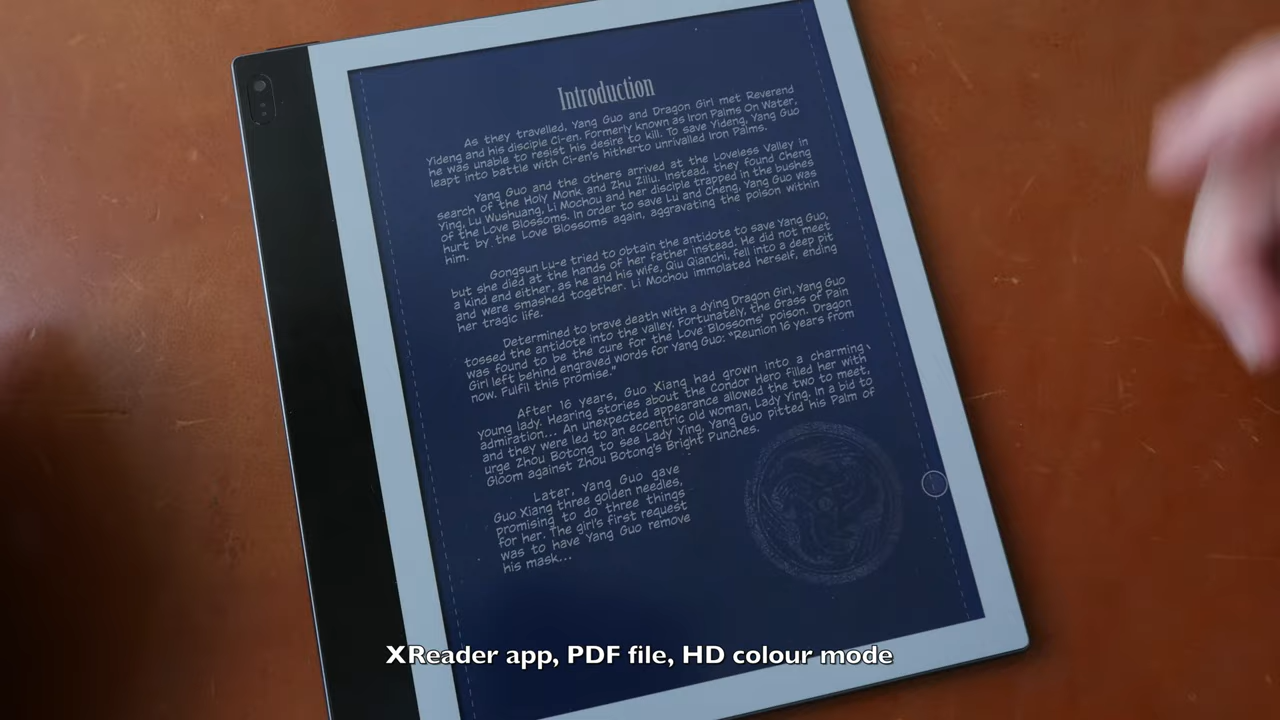 Introduction
As they travelled, Yang Guo and Dragon Girl met Reverend
Yideng and his disciple Ci-en. Formerly known as Iron Palms On Water,
he was unable to resist his desire to kill. To save Yideng, Yang Guo
leapt into battle with Ci-en's hitherto unrivalled Iron Palms.
Yang Guo and the others arrived at the Loveless Valley in
search of the Holy Monk and Zhu Ziliu. Instead, they found Cheng
Ying, Lu Wushuang, Li Mochou and her disciple trapped in the bushes
of the Love Blossoms. In order to save Lu and Cheng, Yang Guo was
hurt by the Love Blossoms again, aggravating the poison within
him.
Gongsun Lu-e tried to obtain the antidote to save Yang Guo,
but she died at the hands of her father instead. He did not meet
a kind end either, as he and his wife, Qiu Qianchi, fell into a deep pit
and were smashed together. Li Mochou immolated herself, ending
her tragic life.
Determined to brave death with a dying Dragon Girl, Yang Guo
tossed the antidote into the valley. Fortunately, the Grass of Pain
was found to be the cure for the Love Blossoms' poison. Dragon
Girl left behind engraved words for Yang Guo: "Reunion 16 years from
now. Fulfil this promise."
After 16 years, Guo Xiang had grown into a charming
young lady. Hearing stories about the Condor Hero filled her with
admiration... An unexpected appearance allowed the two to meet,
and they were led to an eccentric old woman, Lady Ying. In a bid to
urge Zhou Botong to see Lady Ying, Yang Guo pitted his Palm of
Gloom against Zhou Botong's Bright Punches.
Later, Yang Guo gave
Guo Xiang three golden needles,
promising to do three things
for her. The girl's first request
was to have Yang Guo remove
his mask...
XReader app, PDF file, HD colour mode